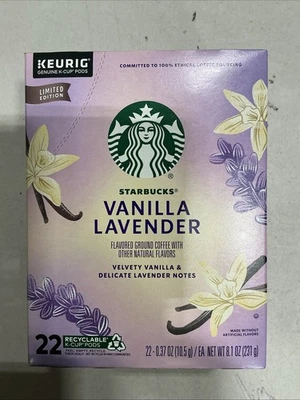 KEURIG
GENUINE K-CUP® PODS
COMMITTED TO 100% ETHICAL COFFEE SOURCING
LIMITED
EDITION
STARBUCKS®
VANILLA
LAVENDER
FLAVORED GROUND COFFEE WITH
OTHER NATURAL FLAVORS
VELVETY VANILLA &
DELICATE LAVENDER NOTES
22 RECYCLABLE*
K-CUP® PODS
MADE WITHOUT
ARTIFICIAL FLAVORS
22 - 0.37 OZ (10.5g) / EA. NET WT 8.1 OZ (231g)